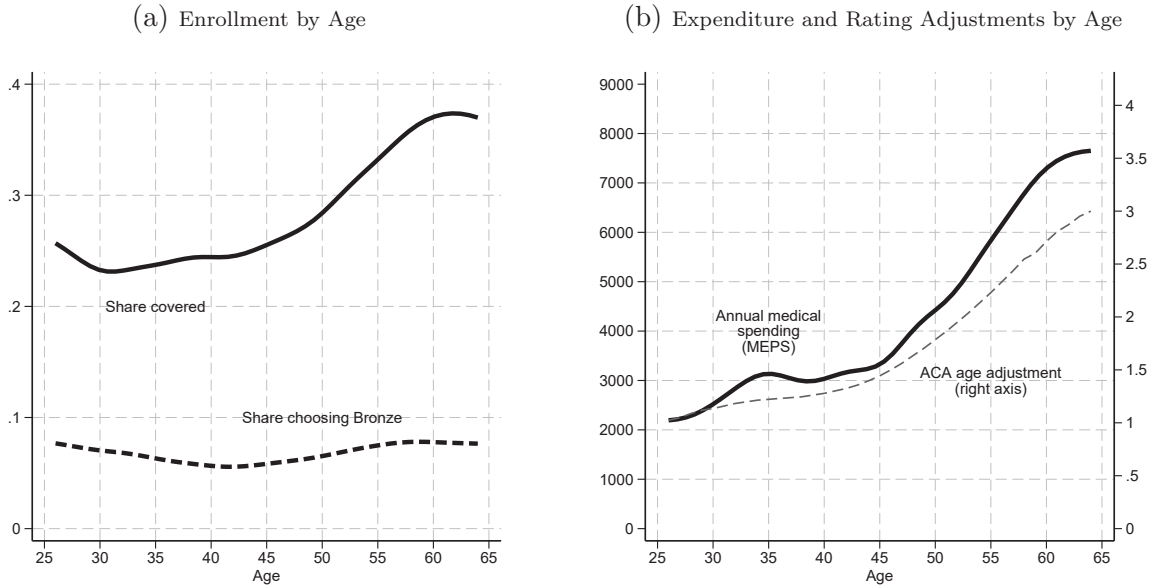 (a) Enrollment by Age
.4
.3
.2
.1
0
Share covered
Share choosing Bronze
25 30 35 40 45 50 55 60 65
Age
(b) Expenditure and Rating Adjustments by Age
9000
8000
7000
6000
5000
4000
3000
2000
1000
0
Annual medical
spending
(MEPS)
ACA age adjustment
(right axis)
4
3.5
3
2.5
2
1.5
1
.5
0
25 30 35 40 45 50 55 60 65
Age